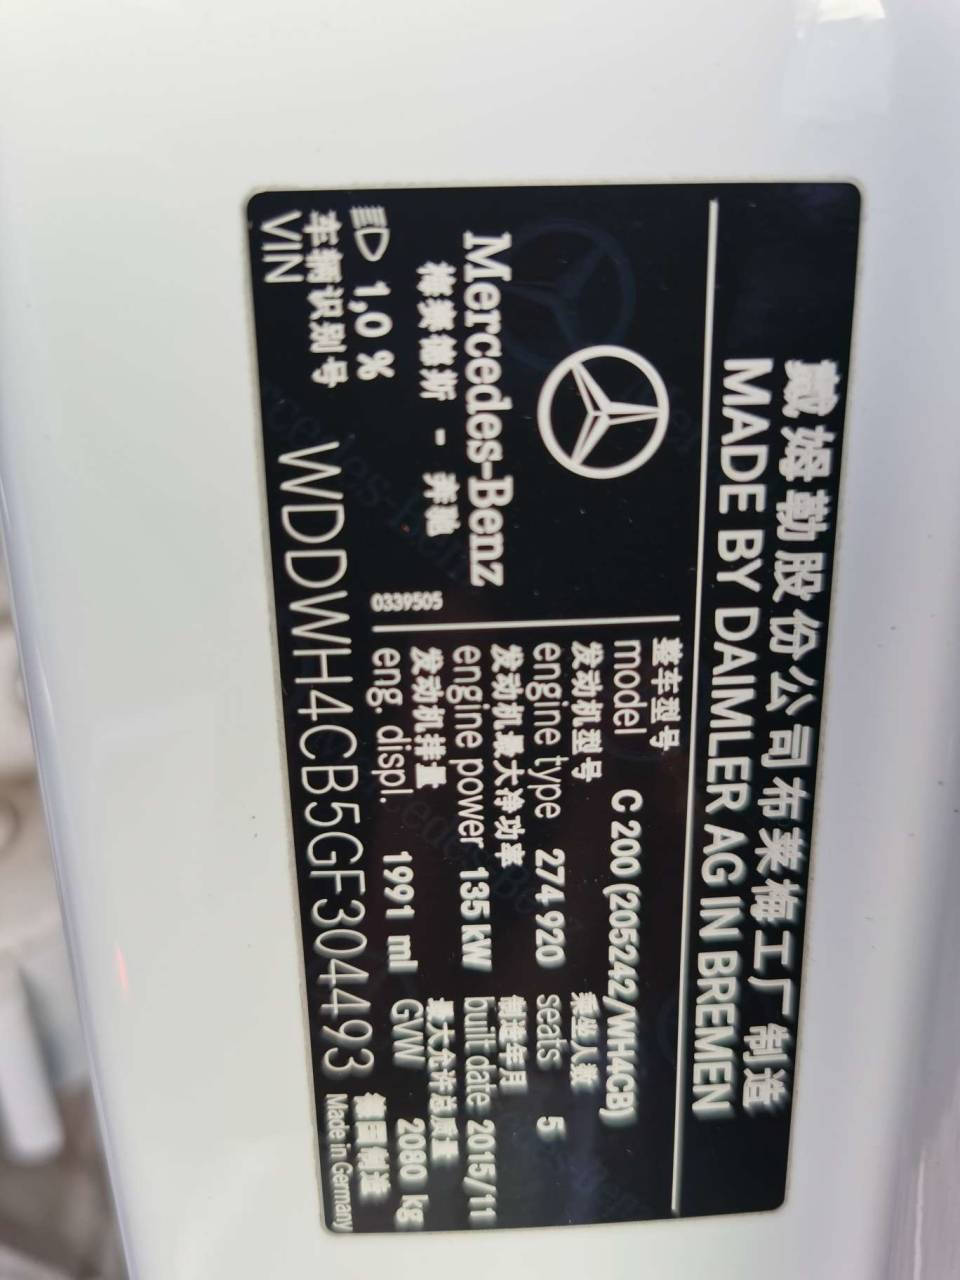 戴姆勒股份公司布莱梅工厂制造
MADE BY DAIMLER AG IN BREMEN
Mercedes-Benz
梅赛德斯 - 奔驰
1,0 %
0339505
整车型号
model C 200 (205242/WH4CB)
发动机型号 乘坐人数
engine type 274 920 seats 5
发动机最大净功率 制造年月
engine power 135 kW built date 2015/11
发动机排量 最大允许总质量
eng. displ. 1991 ml GVW 2080 kg
车辆识别号 德国制造
VIN WDDWH4CB5GF304493 Made in Germany